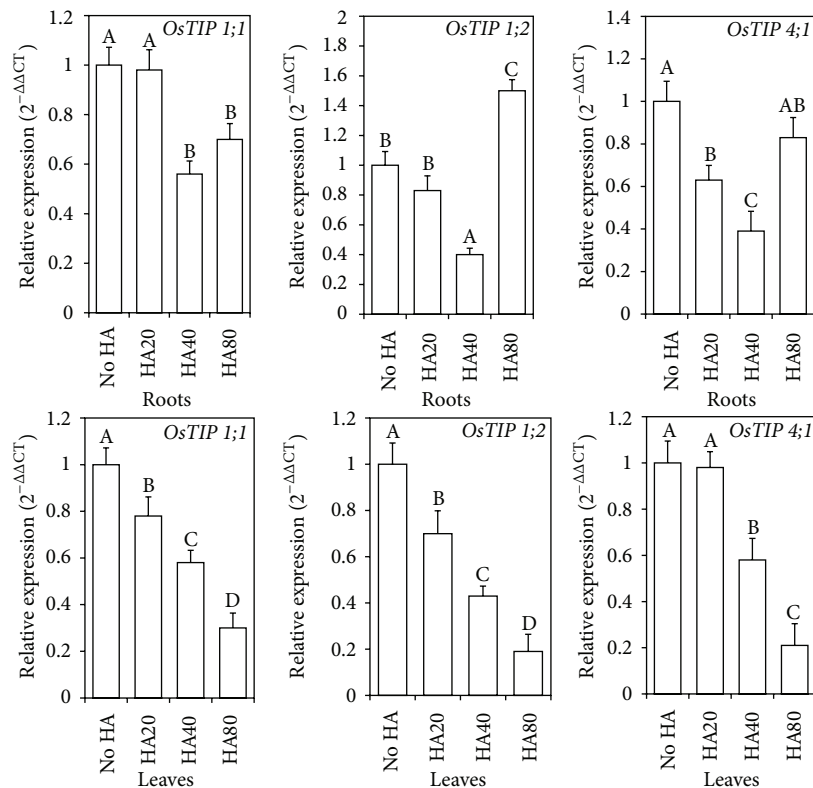 OsTIP 1;1
Relative expression (2^−ΔΔCT)
1.2
1
0.8
0.6
0.4
0.2
0
A
A
B
B
No HA
HA20
HA40
HA80
Roots
OsTIP 1;2
Relative expression (2^−ΔΔCT)
2
1.8
1.6
1.4
1.2
1
0.8
0.6
0.4
0.2
0
B
B
A
C
No HA
HA20
HA40
HA80
Roots
OsTIP 4;1
Relative expression (2^−ΔΔCT)
1.4
1.2
1
0.8
0.6
0.4
0.2
0
A
B
C
AB
No HA
HA20
HA40
HA80
Roots
OsTIP 1;1
Relative expression (2^−ΔΔCT)
1.2
1
0.8
0.6
0.4
0.2
0
A
B
C
D
No HA
HA20
HA40
HA80
Leaves
OsTIP 1;2
Relative expression (2^−ΔΔCT)
1.2
1
0.8
0.6
0.4
0.2
0
A
B
C
D
No HA
HA20
HA40
HA80
Leaves
OsTIP 4;1
Relative expression (2^−ΔΔCT)
1.2
1
0.8
0.6
0.4
0.2
0
A
A
B
C
No HA
HA20
HA40
HA80
Leaves